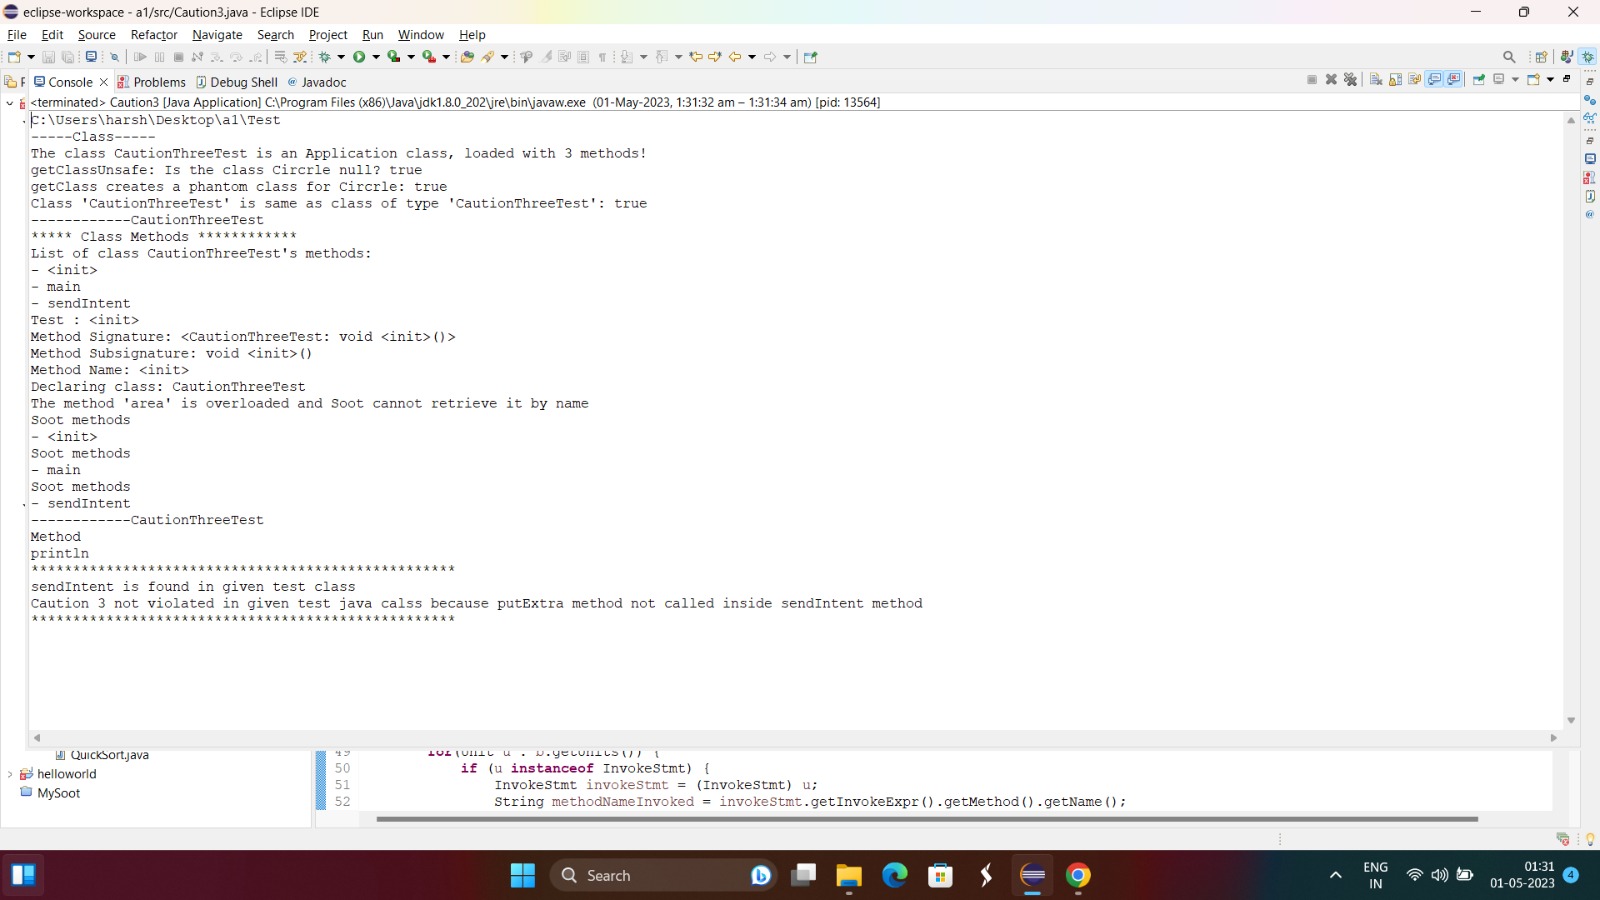 eclipse-workspace - a1/src/Caution3.java - Eclipse IDE
File Edit Source Refactor Navigate Search Project Run Window Help
Console Problems Debug Shell Javadoc
<terminated> Caution3 [Java Application] C:\Program Files (x86)\Java\jdk1.8.0_202\jre\bin\javaw.exe (01-May-2023, 1:31:32 am – 1:31:34 am) [pid: 13564]
C:\Users\harsh\Desktop\a1\Test
-----Class-----
The class CautionThreeTest is an Application class, loaded with 3 methods!
getClassUnsafe: Is the class Circrle null? true
getClass creates a phantom class for Circrle: true
Class 'CautionThreeTest' is same as class of type 'CautionThreeTest': true
------------CautionThreeTest
***** Class Methods ************
List of class CautionThreeTest's methods:
- <init>
- main
- sendIntent
Test : <init>
Method Signature: <CautionThreeTest: void <init>()>
Method Subsignature: void <init>()
Method Name: <init>
Declaring class: CautionThreeTest
The method 'area' is overloaded and Soot cannot retrieve it by name
Soot methods
- <init>
Soot methods
- main
Soot methods
- sendIntent
------------CautionThreeTest
Method
println
***************************************************
sendIntent is found in given test class
Caution 3 not violated in given test java calss because putExtra method not called inside sendIntent method
***************************************************
QuickSort.java
helloworld
MySoot
49 for(Unit u : b.getUnits()) {
50 if (u instanceof InvokeStmt) {
51 InvokeStmt invokeStmt = (InvokeStmt) u;
52 String methodNameInvoked = invokeStmt.getInvokeExpr().getMethod().getName();
Search
ENG
IN
01:31
01-05-2023
4